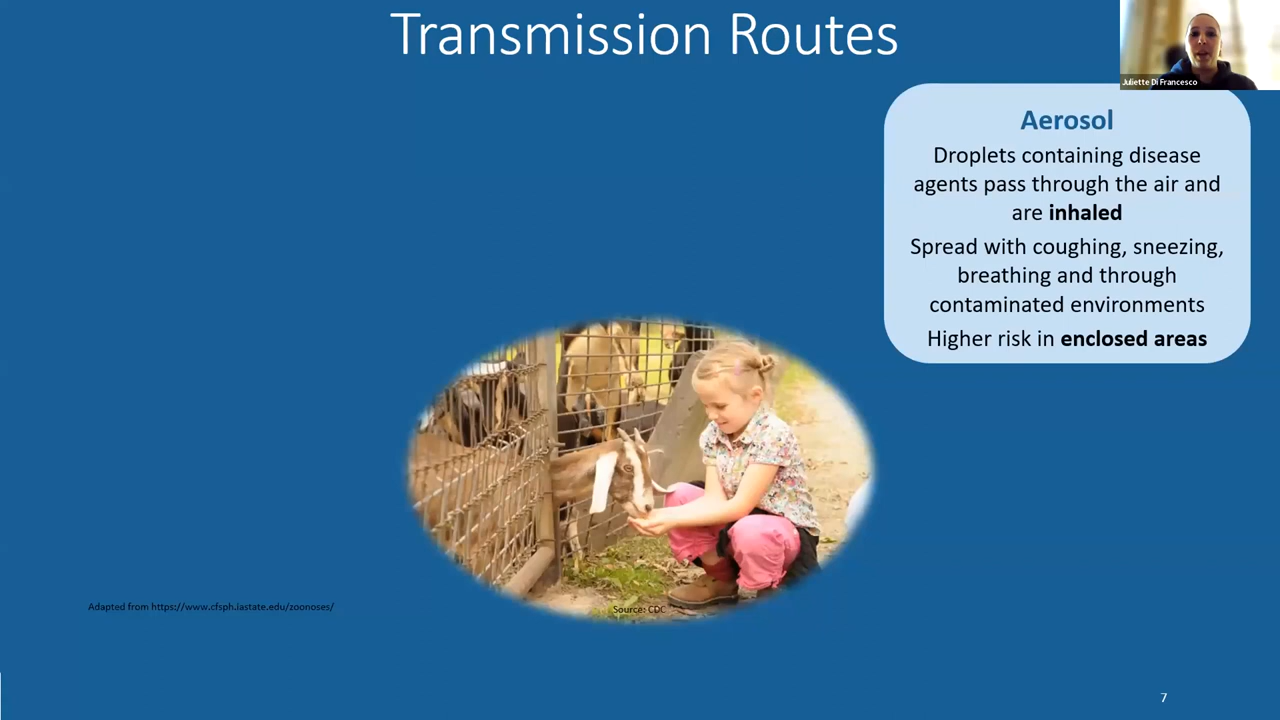 Transmission Routes
Juliette Di Francesco
Aerosol
Droplets containing disease
agents pass through the air and
are inhaled
Spread with coughing, sneezing,
breathing and through
contaminated environments
Higher risk in enclosed areas
Adapted from https://www.cfsph.iastate.edu/zoonoses/
Source: CDC
7